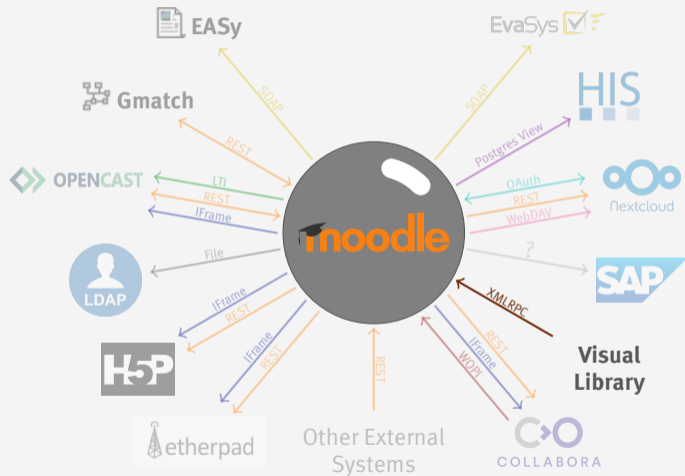 EASy
EvaSys
SOAP
SOAP
Gmatch
HIS
REST
Postgres View
OPENCAST
LTI
REST
IFrame
OAuth
REST
WebDAV
Nextcloud
moodle
File
?
LDAP
SAP
IFrame
REST
XMLRPC
H5P
IFrame
REST
REST
WOPI
IFrame
REST
Visual
Library
etherpad
Other External
Systems
COLLABORA